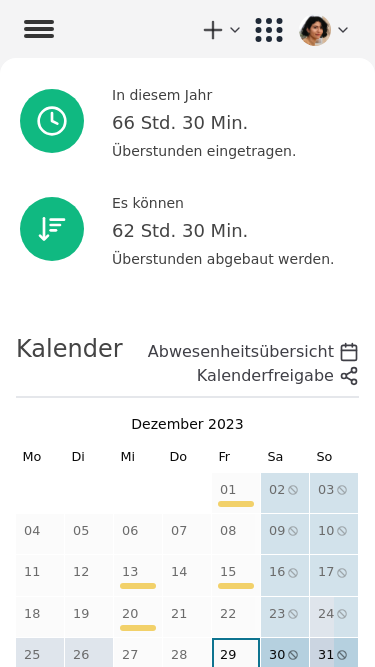 In diesem Jahr
66 Std. 30 Min.
Überstunden eingetragen.
Es können
62 Std. 30 Min.
Überstunden abgebaut werden.
Kalender
Abwesenheitsübersicht
Kalenderfreigabe
Dezember 2023
Mo Di Mi Do Fr Sa So
01 02 03
04 05 06 07 08 09 10
11 12 13 14 15 16 17
18 19 20 21 22 23 24
25 26 27 28 29 30 31